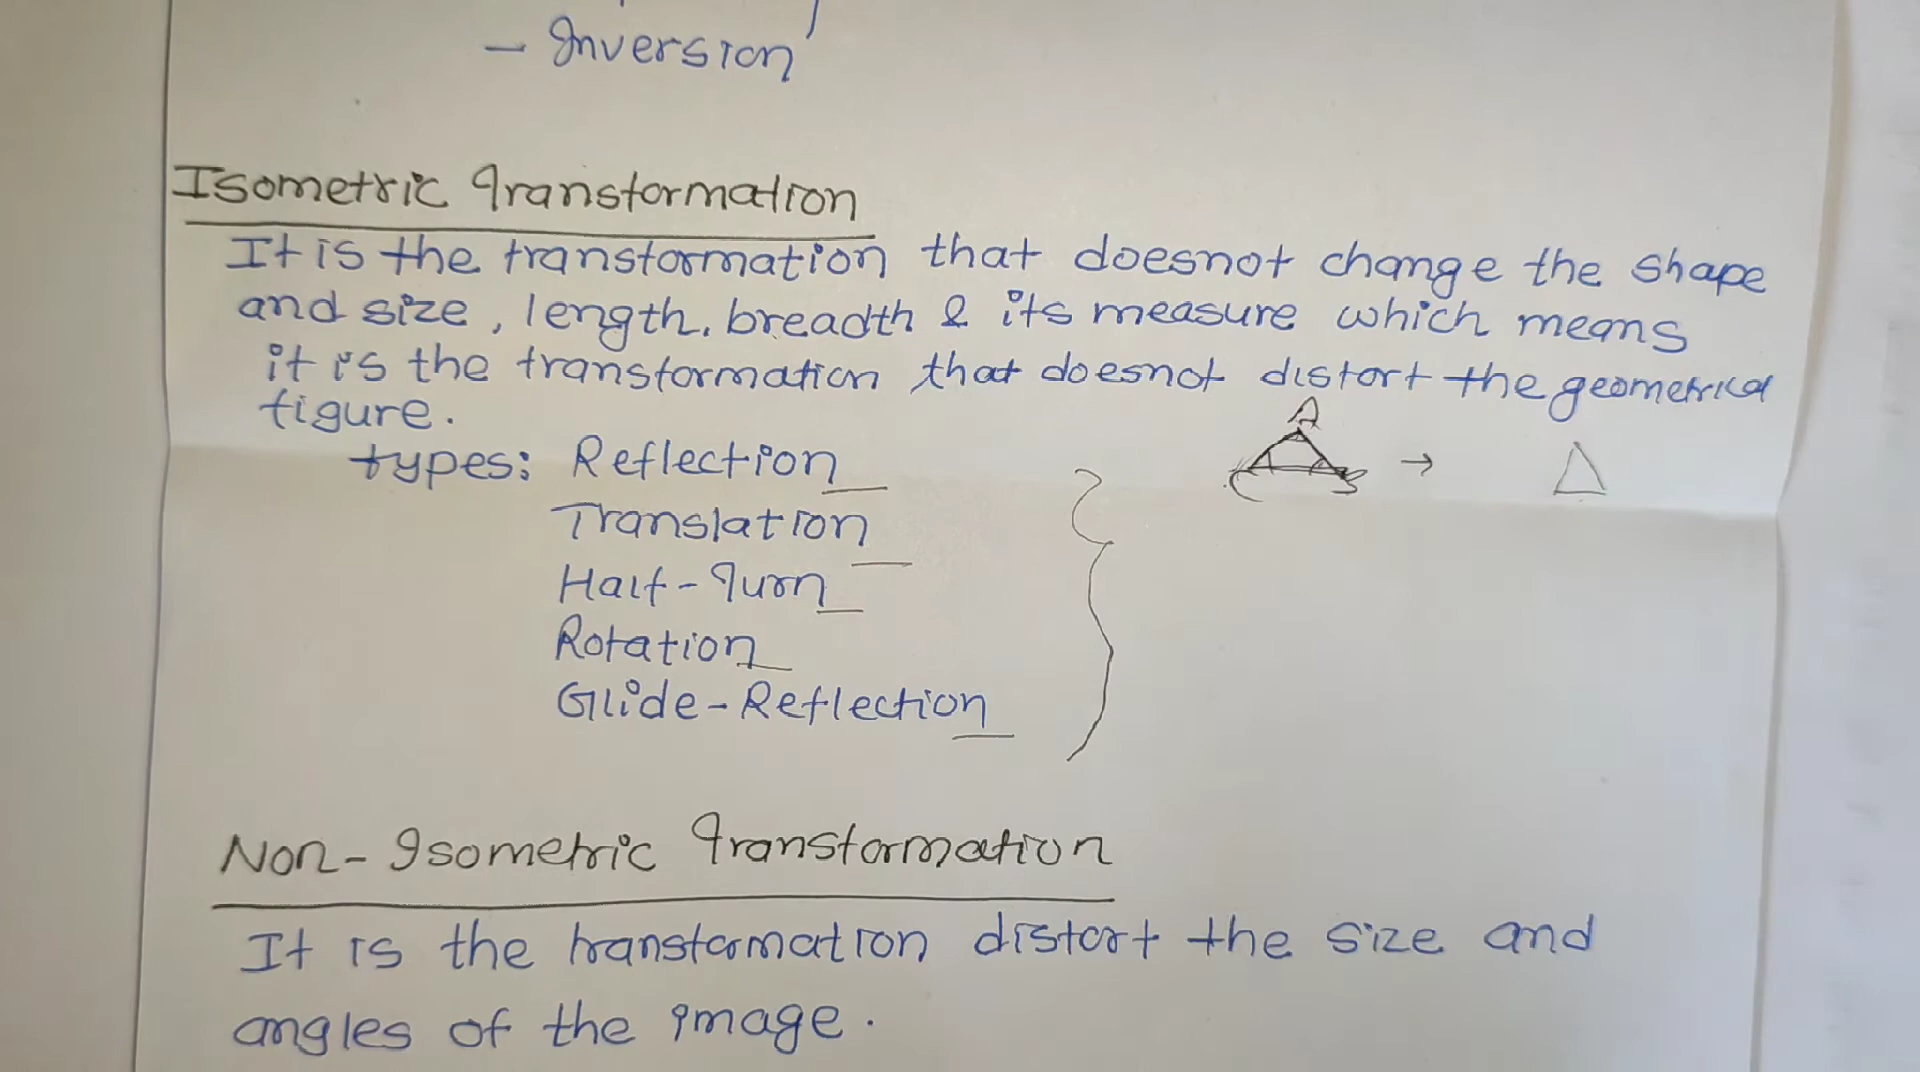 - Inversion
Isometric Transformation
It is the transformation that doesnot change the shape
and size, length, breadth & its measure which means
it is the transformation that doesnot distort the geometrical
figure.
A
C B →
types: Reflection
Translation
Half-Turn
Rotation
Glide-Reflection
Non-Isometric Transformation
It is the transformation distort the size and
angles of the image.